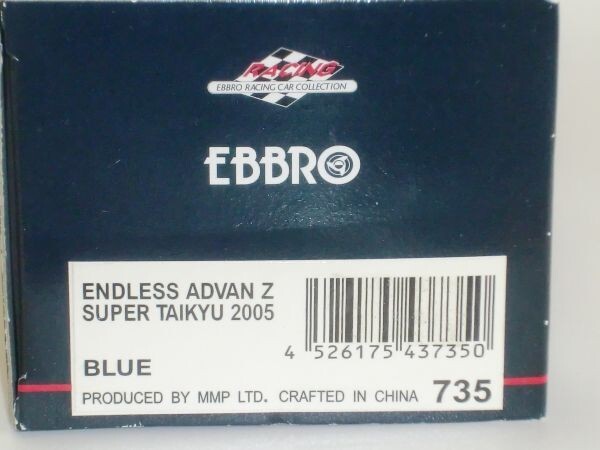 RACING
EBBRO RACING CAR COLLECTION
EBBRO
ENDLESS ADVAN Z
SUPER TAIKYU 2005
BLUE
4 526175 437350
PRODUCED BY MMP LTD. CRAFTED IN CHINA 735